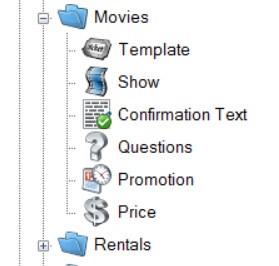 Movies
Template
Show
Confirmation Text
Questions
Promotion
Price
Rentals